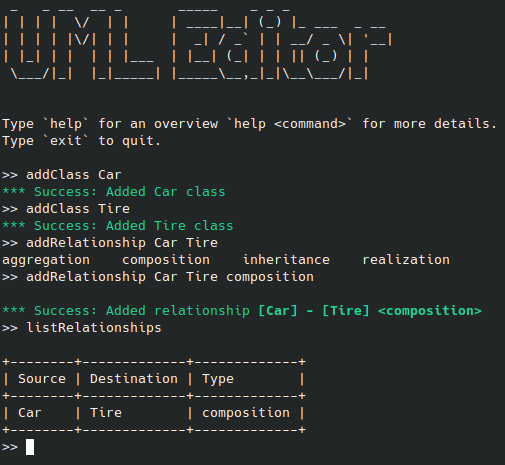 UML Editor
Type `help` for an overview `help <command>` for more details.
Type `exit` to quit.
>> addClass Car
*** Success: Added Car class
>> addClass Tire
*** Success: Added Tire class
>> addRelationship Car Tire
aggregation composition inheritance realization
>> addRelationship Car Tire composition
*** Success: Added relationship [Car] - [Tire] <composition>
>> listRelationships
+--------+-------------+-------------+
| Source | Destination | Type |
+--------+-------------+-------------+
| Car | Tire | composition |
+--------+-------------+-------------+
>>